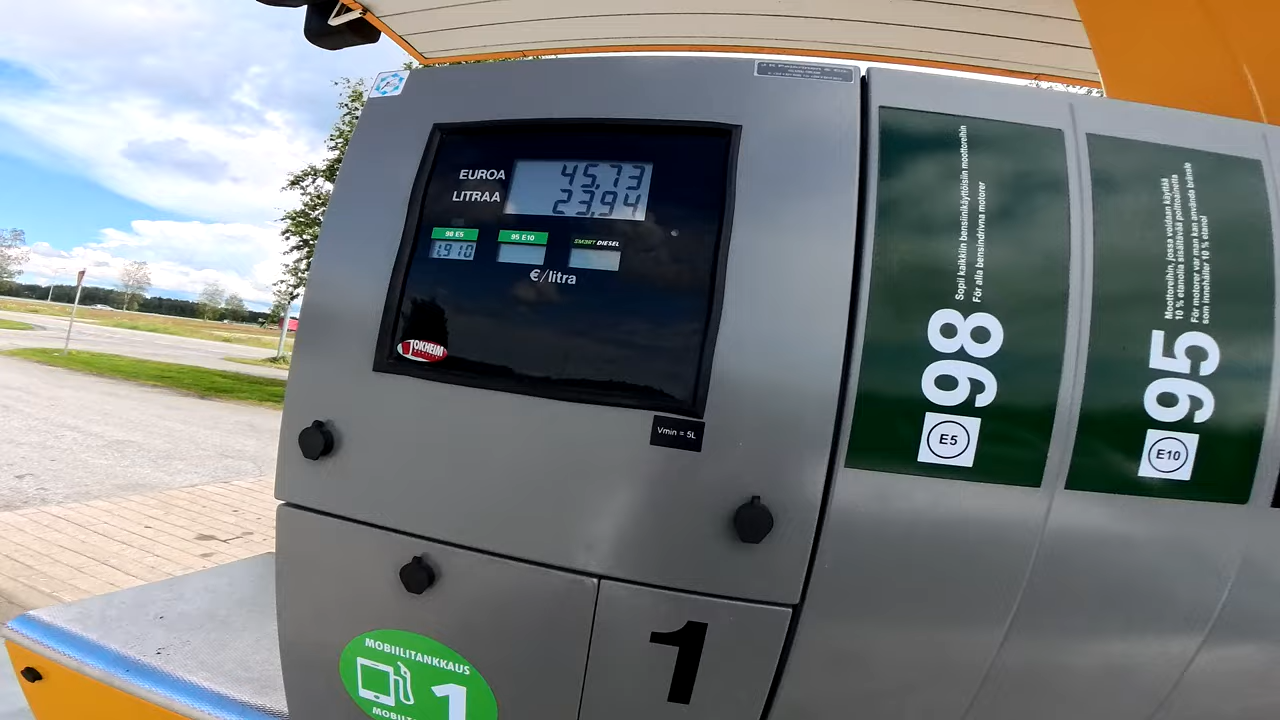 EUROA 45.73
LITRAA 23.94
98 E5
95 E10
SMART DIESEL
1.910
€/litra
TOKHEIM
Vmin = 5L
98
E5
Sopii kaikkiin bensiinikäyttöisiin moottoreihin
För alla bensindrivna motorer
95
E10
Moottoreihin, joissa voidaan käyttää
10 % etanolia sisältävää polttoainetta
För motorer var man kan använda bränsle
som innehåller 10 % etanol
1
MOBIILITANKKAUS
1